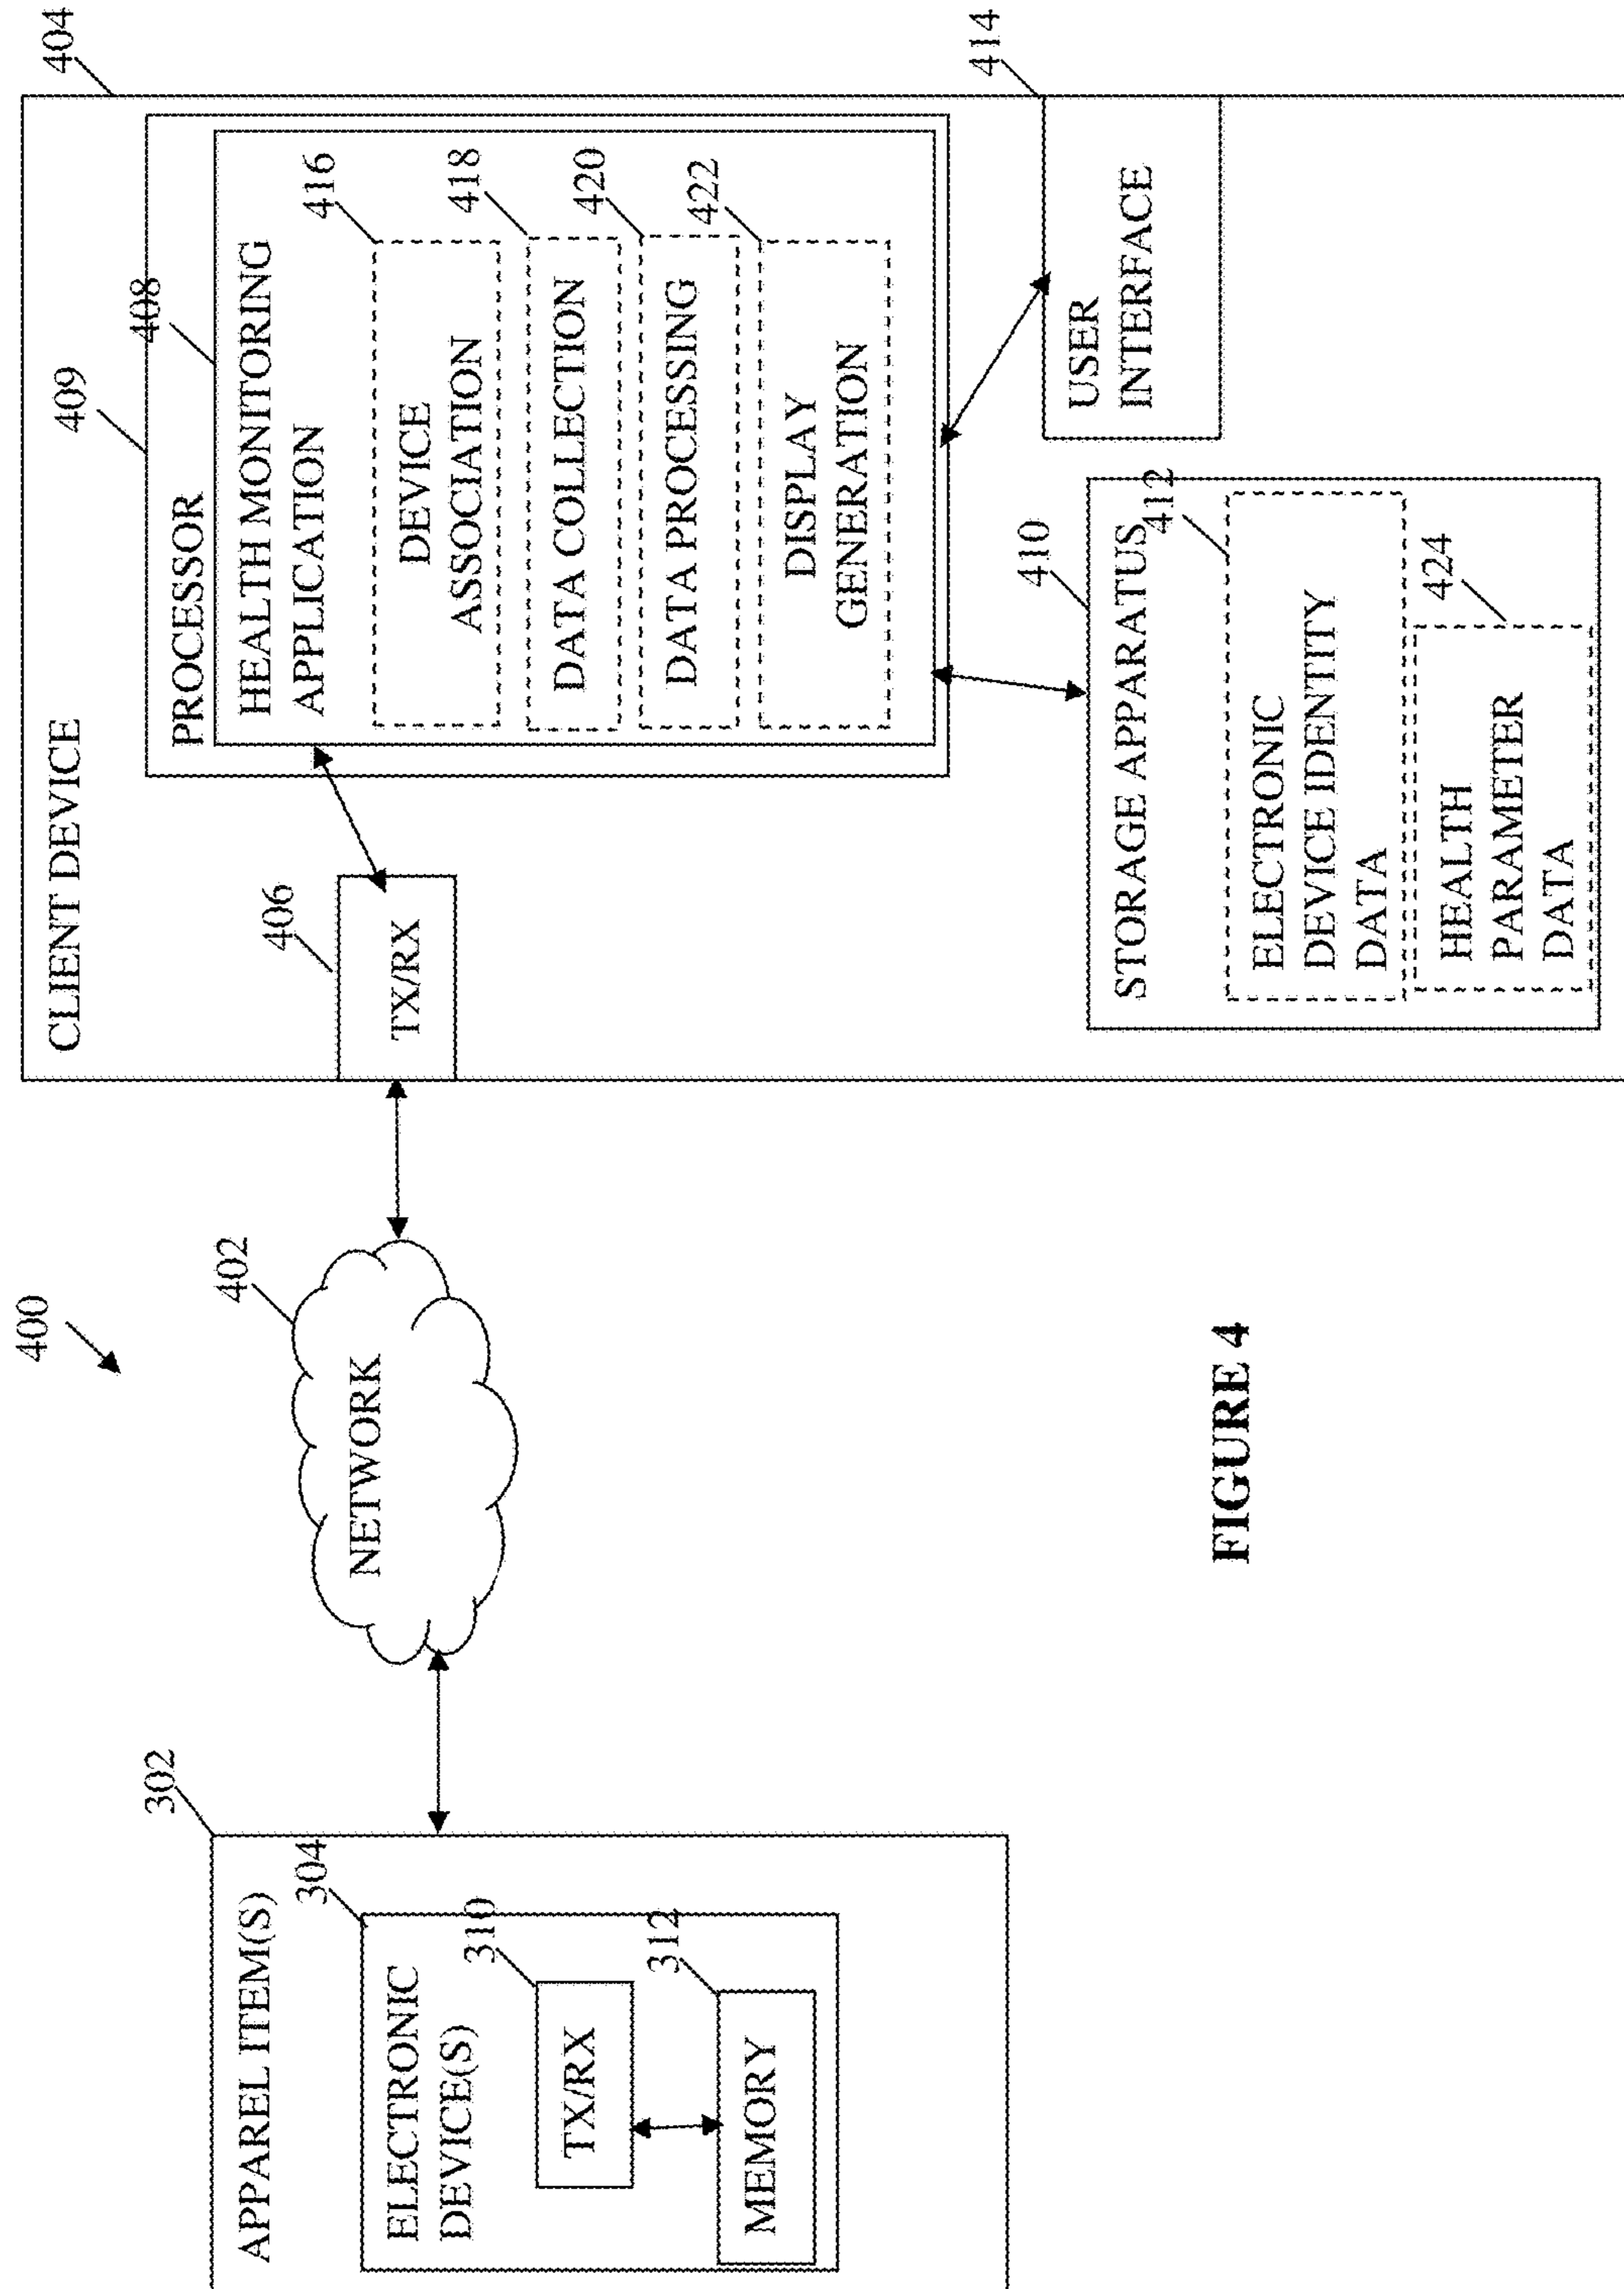 400
302
APPAREL ITEM(S)
304
ELECTRONIC
DEVICE(S)
310
TX/RX
312
MEMORY
402
NETWORK
404
CLIENT DEVICE
406
TX/RX
409
PROCESSOR
408
HEALTH MONITORING
APPLICATION
416
DEVICE
ASSOCIATION
418
DATA COLLECTION
420
DATA PROCESSING
422
DISPLAY
GENERATION
410
STORAGE APPARATUS
412
ELECTRONIC
DEVICE IDENTITY
DATA
424
HEALTH
PARAMETER
DATA
414
USER
INTERFACE
FIGURE 4